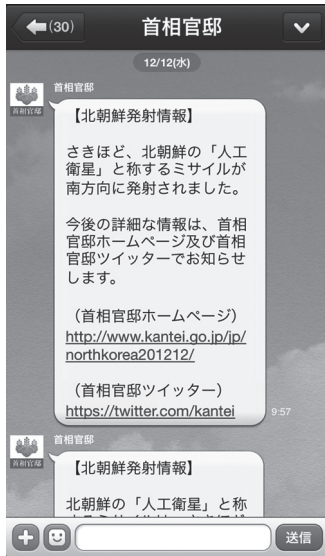 (30)
首相官邸
12/12(水)
首相官邸
首相官邸
【北朝鮮発射情報】
さきほど、北朝鮮の「人工
衛星」と称するミサイルが
南方向に発射されました。
今後の詳細な情報は、首相
官邸ホームページ及び首相
官邸ツイッターでお知らせ
します。
（首相官邸ホームページ）
http://www.kantei.go.jp/jp/
northkorea201212/
（首相官邸ツイッター）
https://twitter.com/kantei
9:57
首相官邸
首相官邸
【北朝鮮発射情報】
北朝鮮の「人工衛星」と称
送信